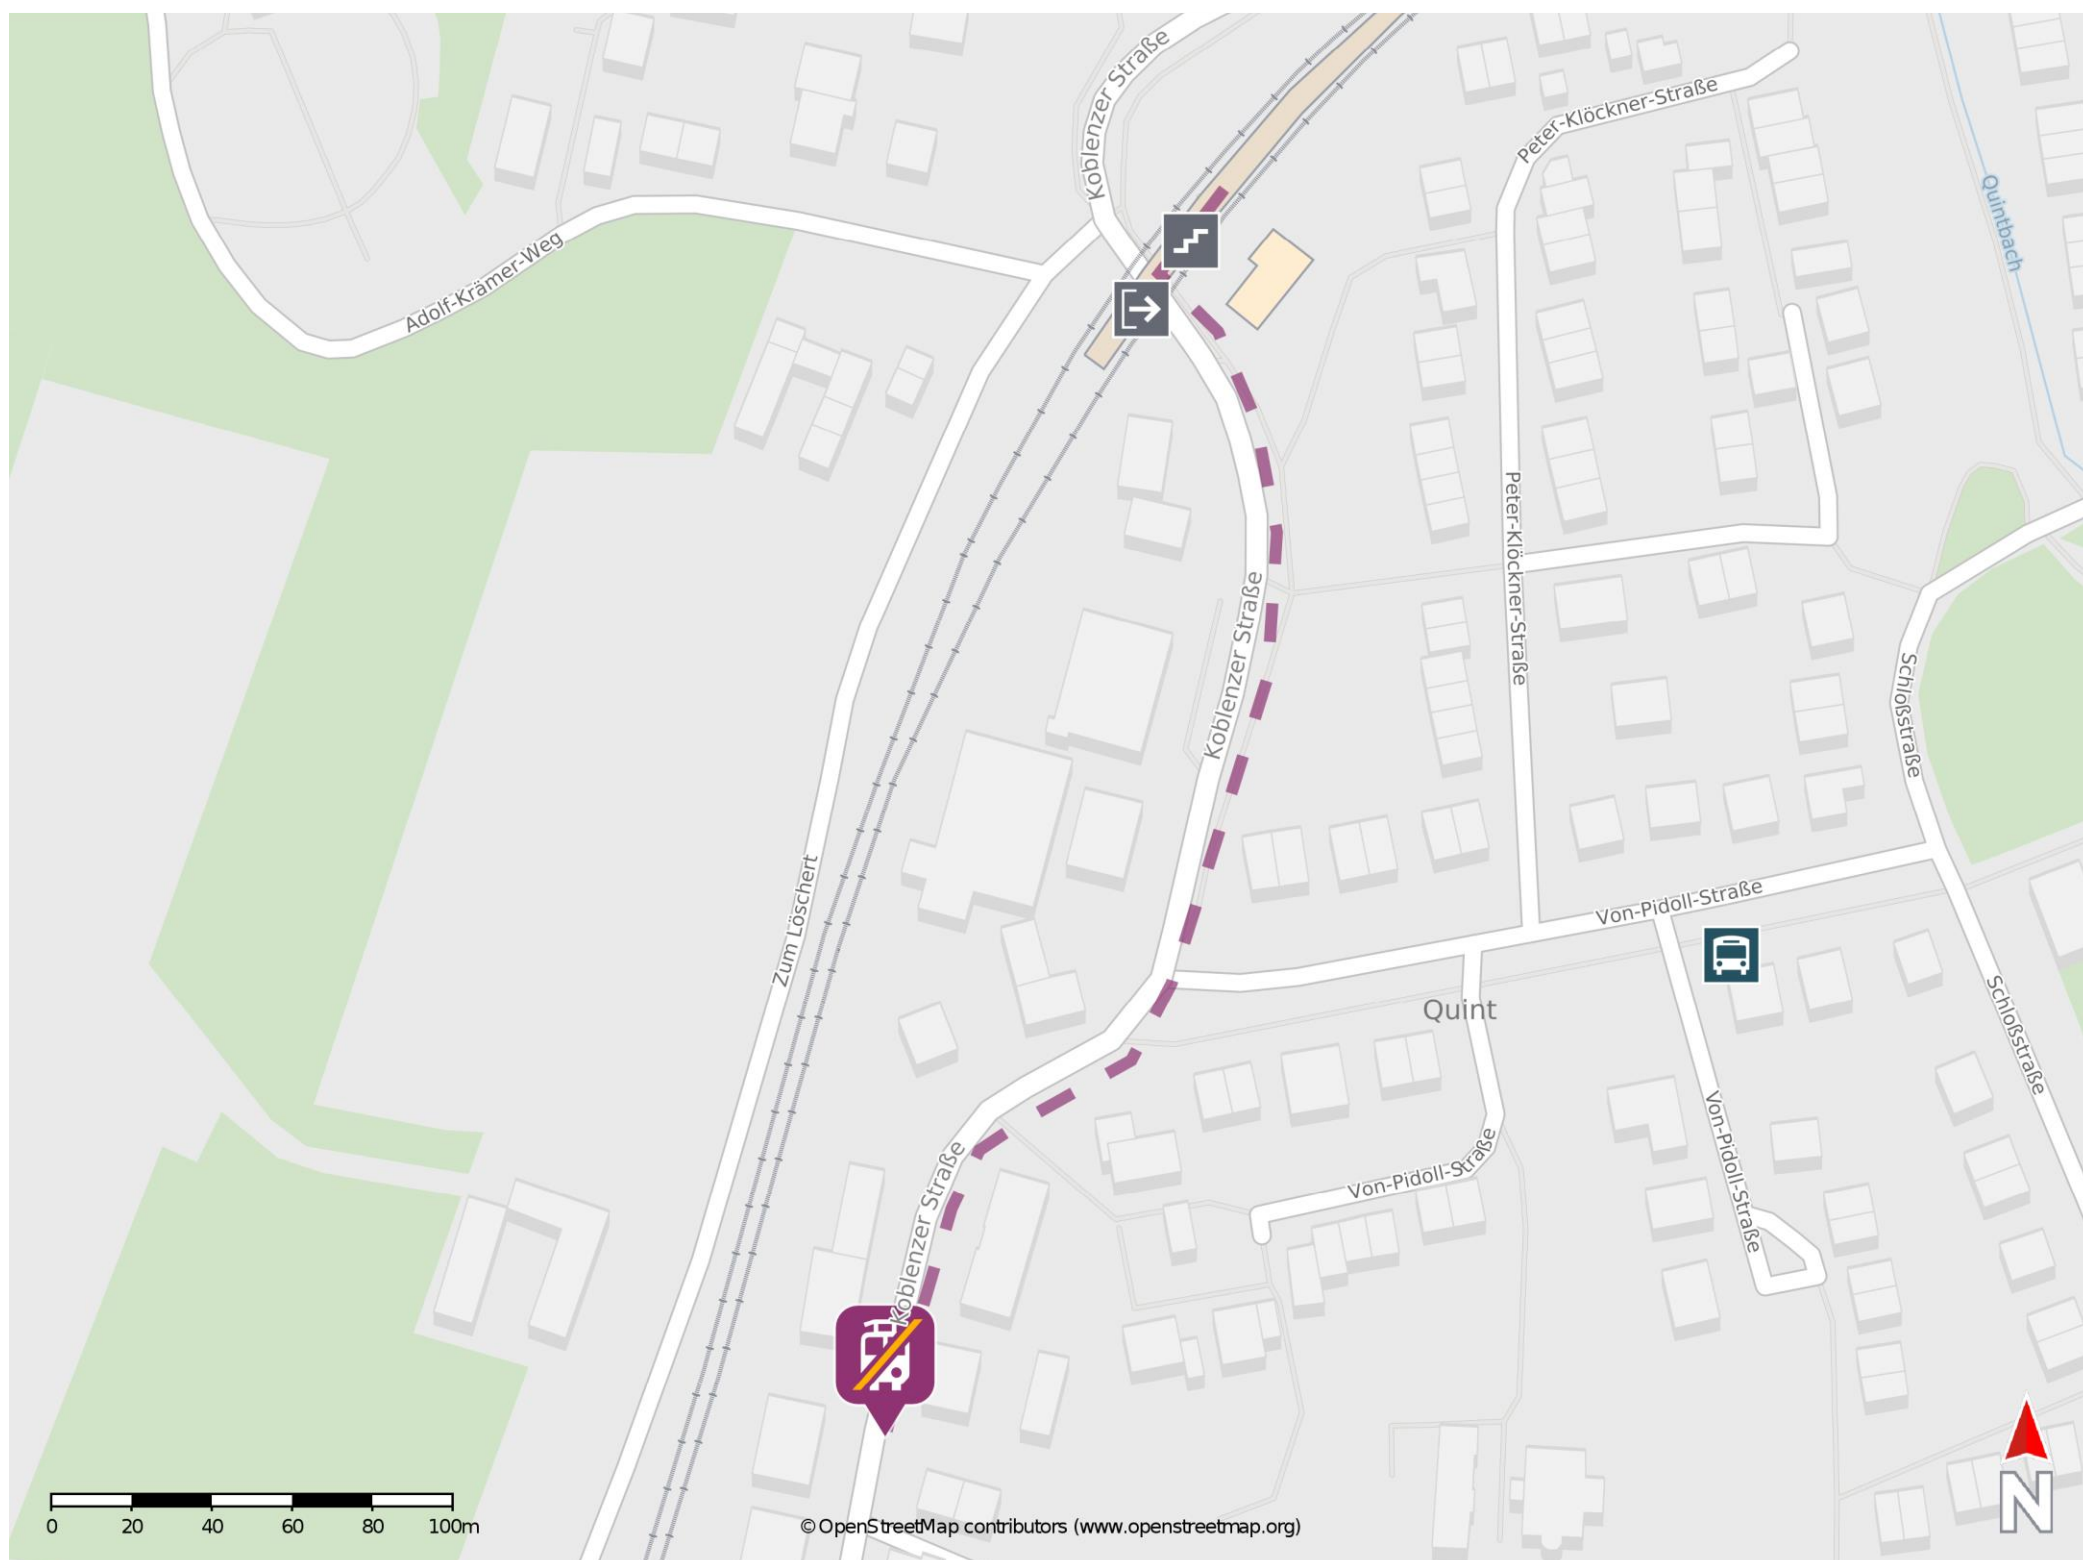 Koblenzer Straße
Peter-Klöckner-Straße
Quintbach
Adolf-Krämer-Weg
Peter-Klöckner-Straße
Koblenzer Straße
Schloßstraße
Zum Löschert
Von-Pidoll-Straße
Quint
Schloßstraße
Von-Pidoll-Straße
Von-Pidoll-Straße
Koblenzer Straße
N
0 20 40 60 80 100m
© OpenStreetMap contributors (www.openstreetmap.org)